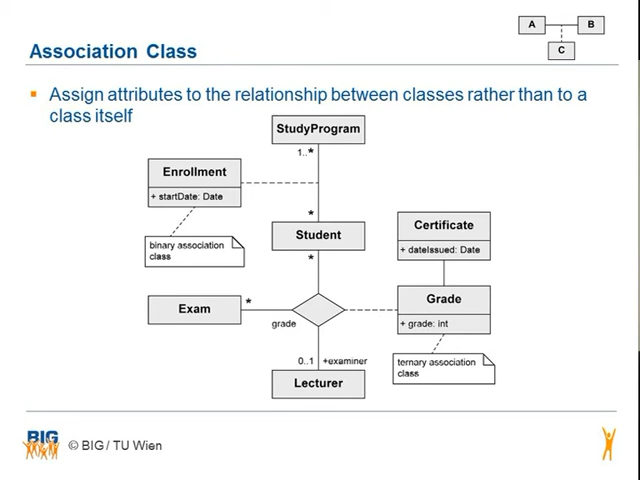 A
B
C
Association Class
Assign attributes to the relationship between classes rather than to a
class itself
StudyProgram
1..*
Enrollment
+ startDate: Date
*
binary association
class
Student
*
Certificate
+ dateIssued: Date
Exam
*
grade
Grade
+ grade: int
0..1
+examiner
ternary association
class
Lecturer
BIG
© BIG / TU Wien